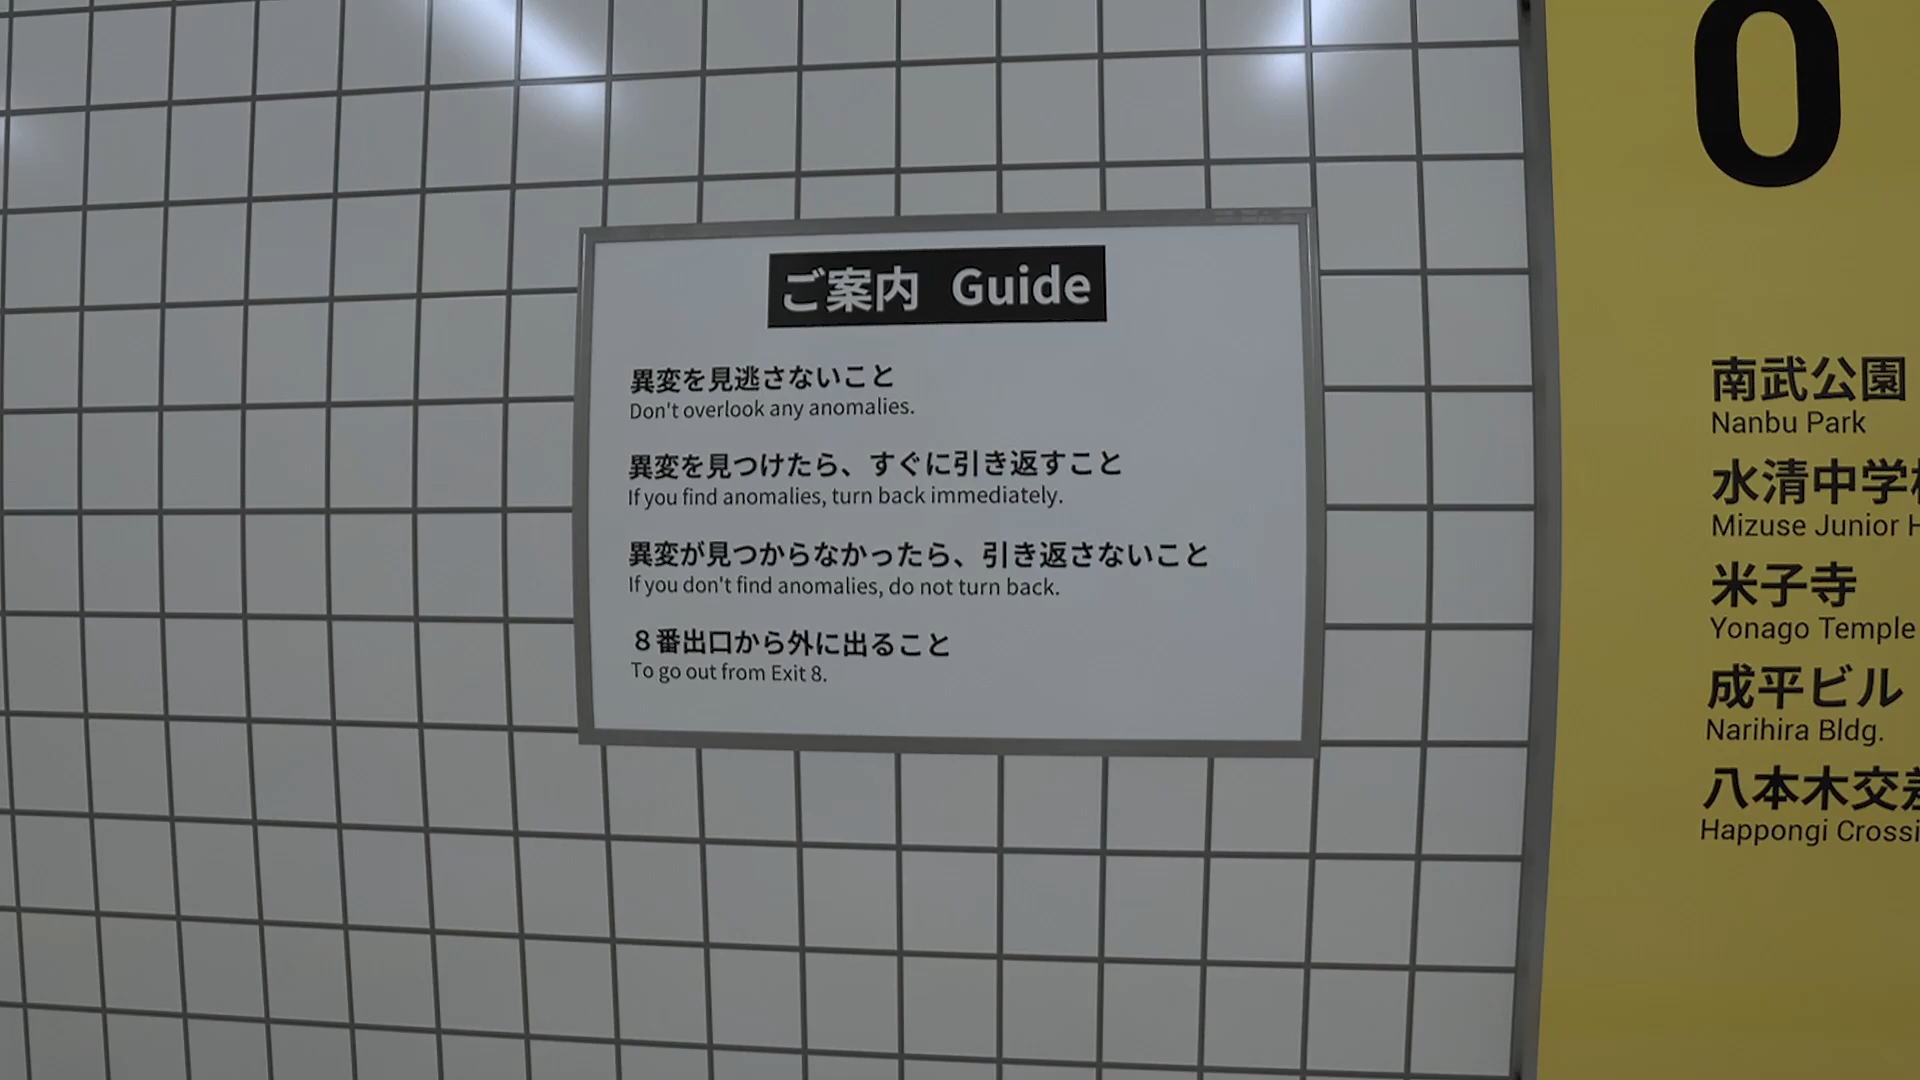 ご案内 Guide
異変を見逃さないこと
Don't overlook any anomalies.
異変を見つけたら、すぐに引き返すこと
If you find anomalies, turn back immediately.
異変が見つからなかったら、引き返さないこと
If you don't find anomalies, do not turn back.
８番出口から外に出ること
To go out from Exit 8.
0
南武公園
Nanbu Park
水清中学
Mizuse Junior
米子寺
Yonago Temple
成平ビル
Narihira Bldg.
八本木交
Happongi